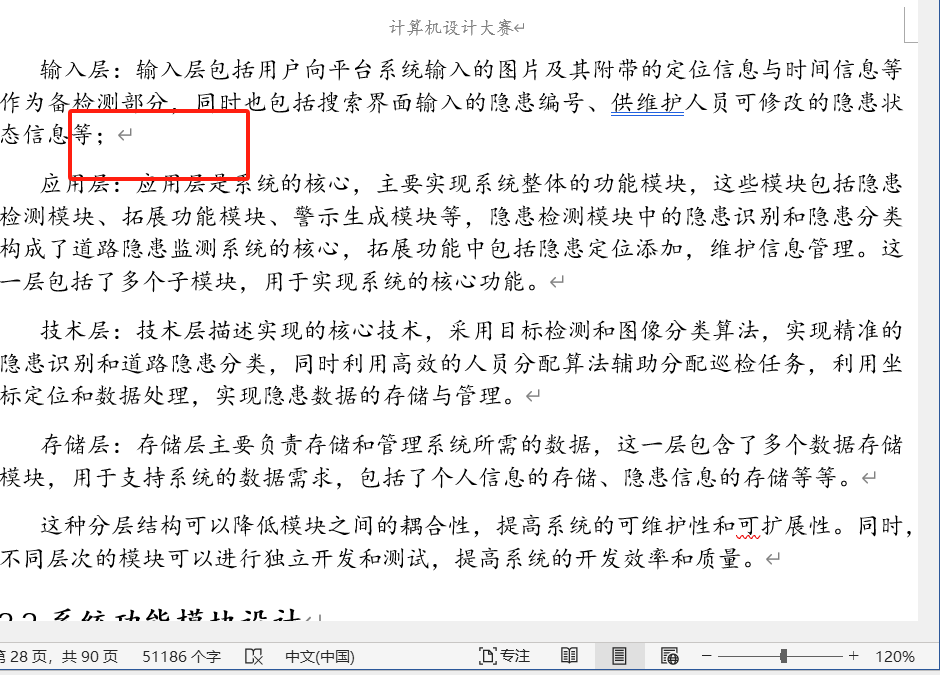 计算机设计大赛
输入层：输入层包括用户向平台系统输入的图片及其附带的定位信息与时间信息等
作为备检测部分，同时也包括搜索界面输入的隐患编号、供维护人员可修改的隐患状
态信息等；
应用层：应用层是系统的核心，主要实现系统整体的功能模块，这些模块包括隐患
检测模块、拓展功能模块、警示生成模块等，隐患检测模块中的隐患识别和隐患分类
构成了道路隐患监测系统的核心，拓展功能中包括隐患定位添加，维护信息管理。这
一层包括了多个子模块，用于实现系统的核心功能。
技术层：技术层描述实现的核心技术，采用目标检测和图像分类算法，实现精准的
隐患识别和道路隐患分类，同时利用高效的人员分配算法辅助分配巡检任务，利用坐
标定位和数据处理，实现隐患数据的存储与管理。
存储层：存储层主要负责存储和管理系统所需的数据，这一层包含了多个数据存储
模块，用于支持系统的数据需求，包括了个人信息的存储、隐患信息的存储等等。
这种分层结构可以降低模块之间的耦合性，提高系统的可维护性和可扩展性。同时，
不同层次的模块可以进行独立开发和测试，提高系统的开发效率和质量。
系统功能模块设计
第 28 页，共 90 页 51186 个字 中文(中国) 专注 120%